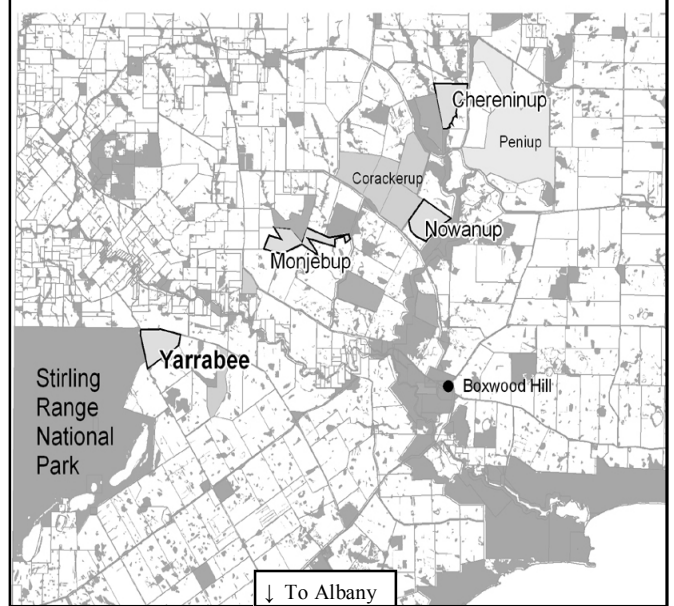 Chereninup
Peniup
Corackerup
Nowanup
Monjebup
Yarrabee
Stirling
Range
National
Park
Boxwood Hill
↓ To Albany